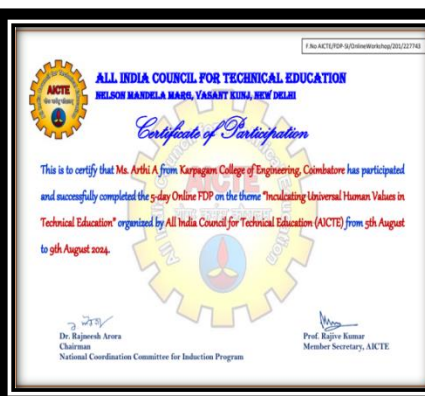 F.No AICTE/FDP-SI/OnlineWorkshop/201/227743
AICTE
ALL INDIA COUNCIL FOR TECHNICAL EDUCATION
NELSON MANDELA MARG, VASANT KUNJ, NEW DELHI
Certificate of Participation
This is to certify that Ms. Arthi A from Karpagam College of Engineering, Coimbatore has participated
and successfully completed the 5-day Online FDP on the theme "Inculcating Universal Human Values in
Technical Education" organized by All India Council for Technical Education (AICTE) from 5th August
to 9th August 2024.
Dr. Rajneesh Arora
Chairman
National Coordination Committee for Induction Program
Prof. Rajive Kumar
Member Secretary, AICTE